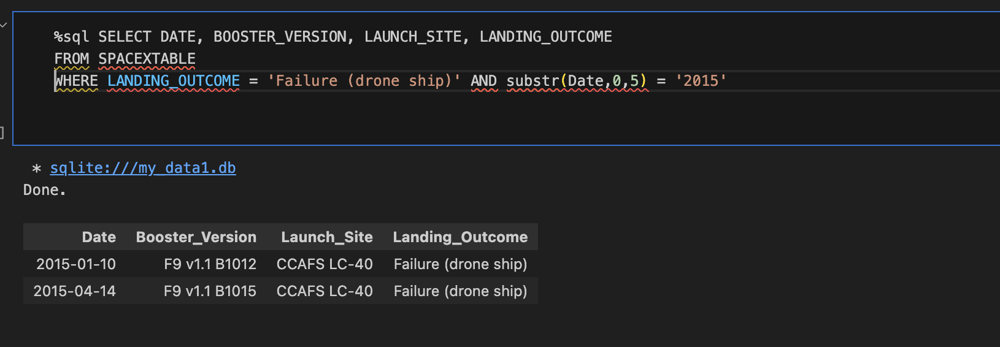 %sql SELECT DATE, BOOSTER_VERSION, LAUNCH_SITE, LANDING_OUTCOME
FROM SPACEXTABLE
WHERE LANDING_OUTCOME = 'Failure (drone ship)' AND substr(Date,0,5) = '2015'
]
* sqlite:///my_data1.db
Done.
Date Booster_Version Launch_Site Landing_Outcome
2015-01-10 F9 v1.1 B1012 CCAFS LC-40 Failure (drone ship)
2015-04-14 F9 v1.1 B1015 CCAFS LC-40 Failure (drone ship)